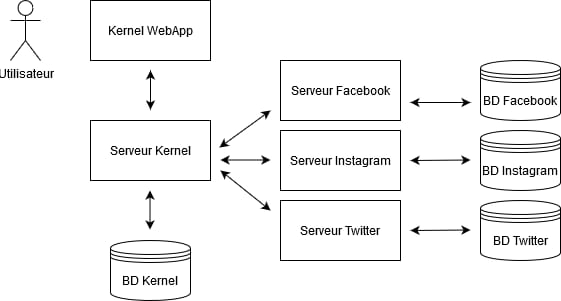 Kernel WebApp
Utilisateur
Serveur Facebook
BD Facebook
Serveur Kernel
Serveur Instagram
BD Instagram
Serveur Twitter
BD Twitter
BD Kernel